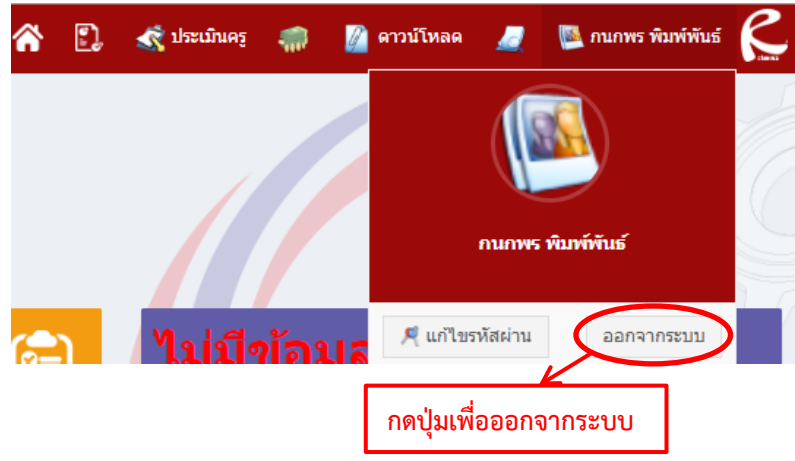 ประเมินครู ดาวน์โหลด กนกพร พิมพ์พันธ์
กนกพร พิมพ์พันธ์
แก้ไขรหัสผ่าน ออกจากระบบ
ไม่มีข้อมูล
กดปุ่มเพื่อออกจากระบบ